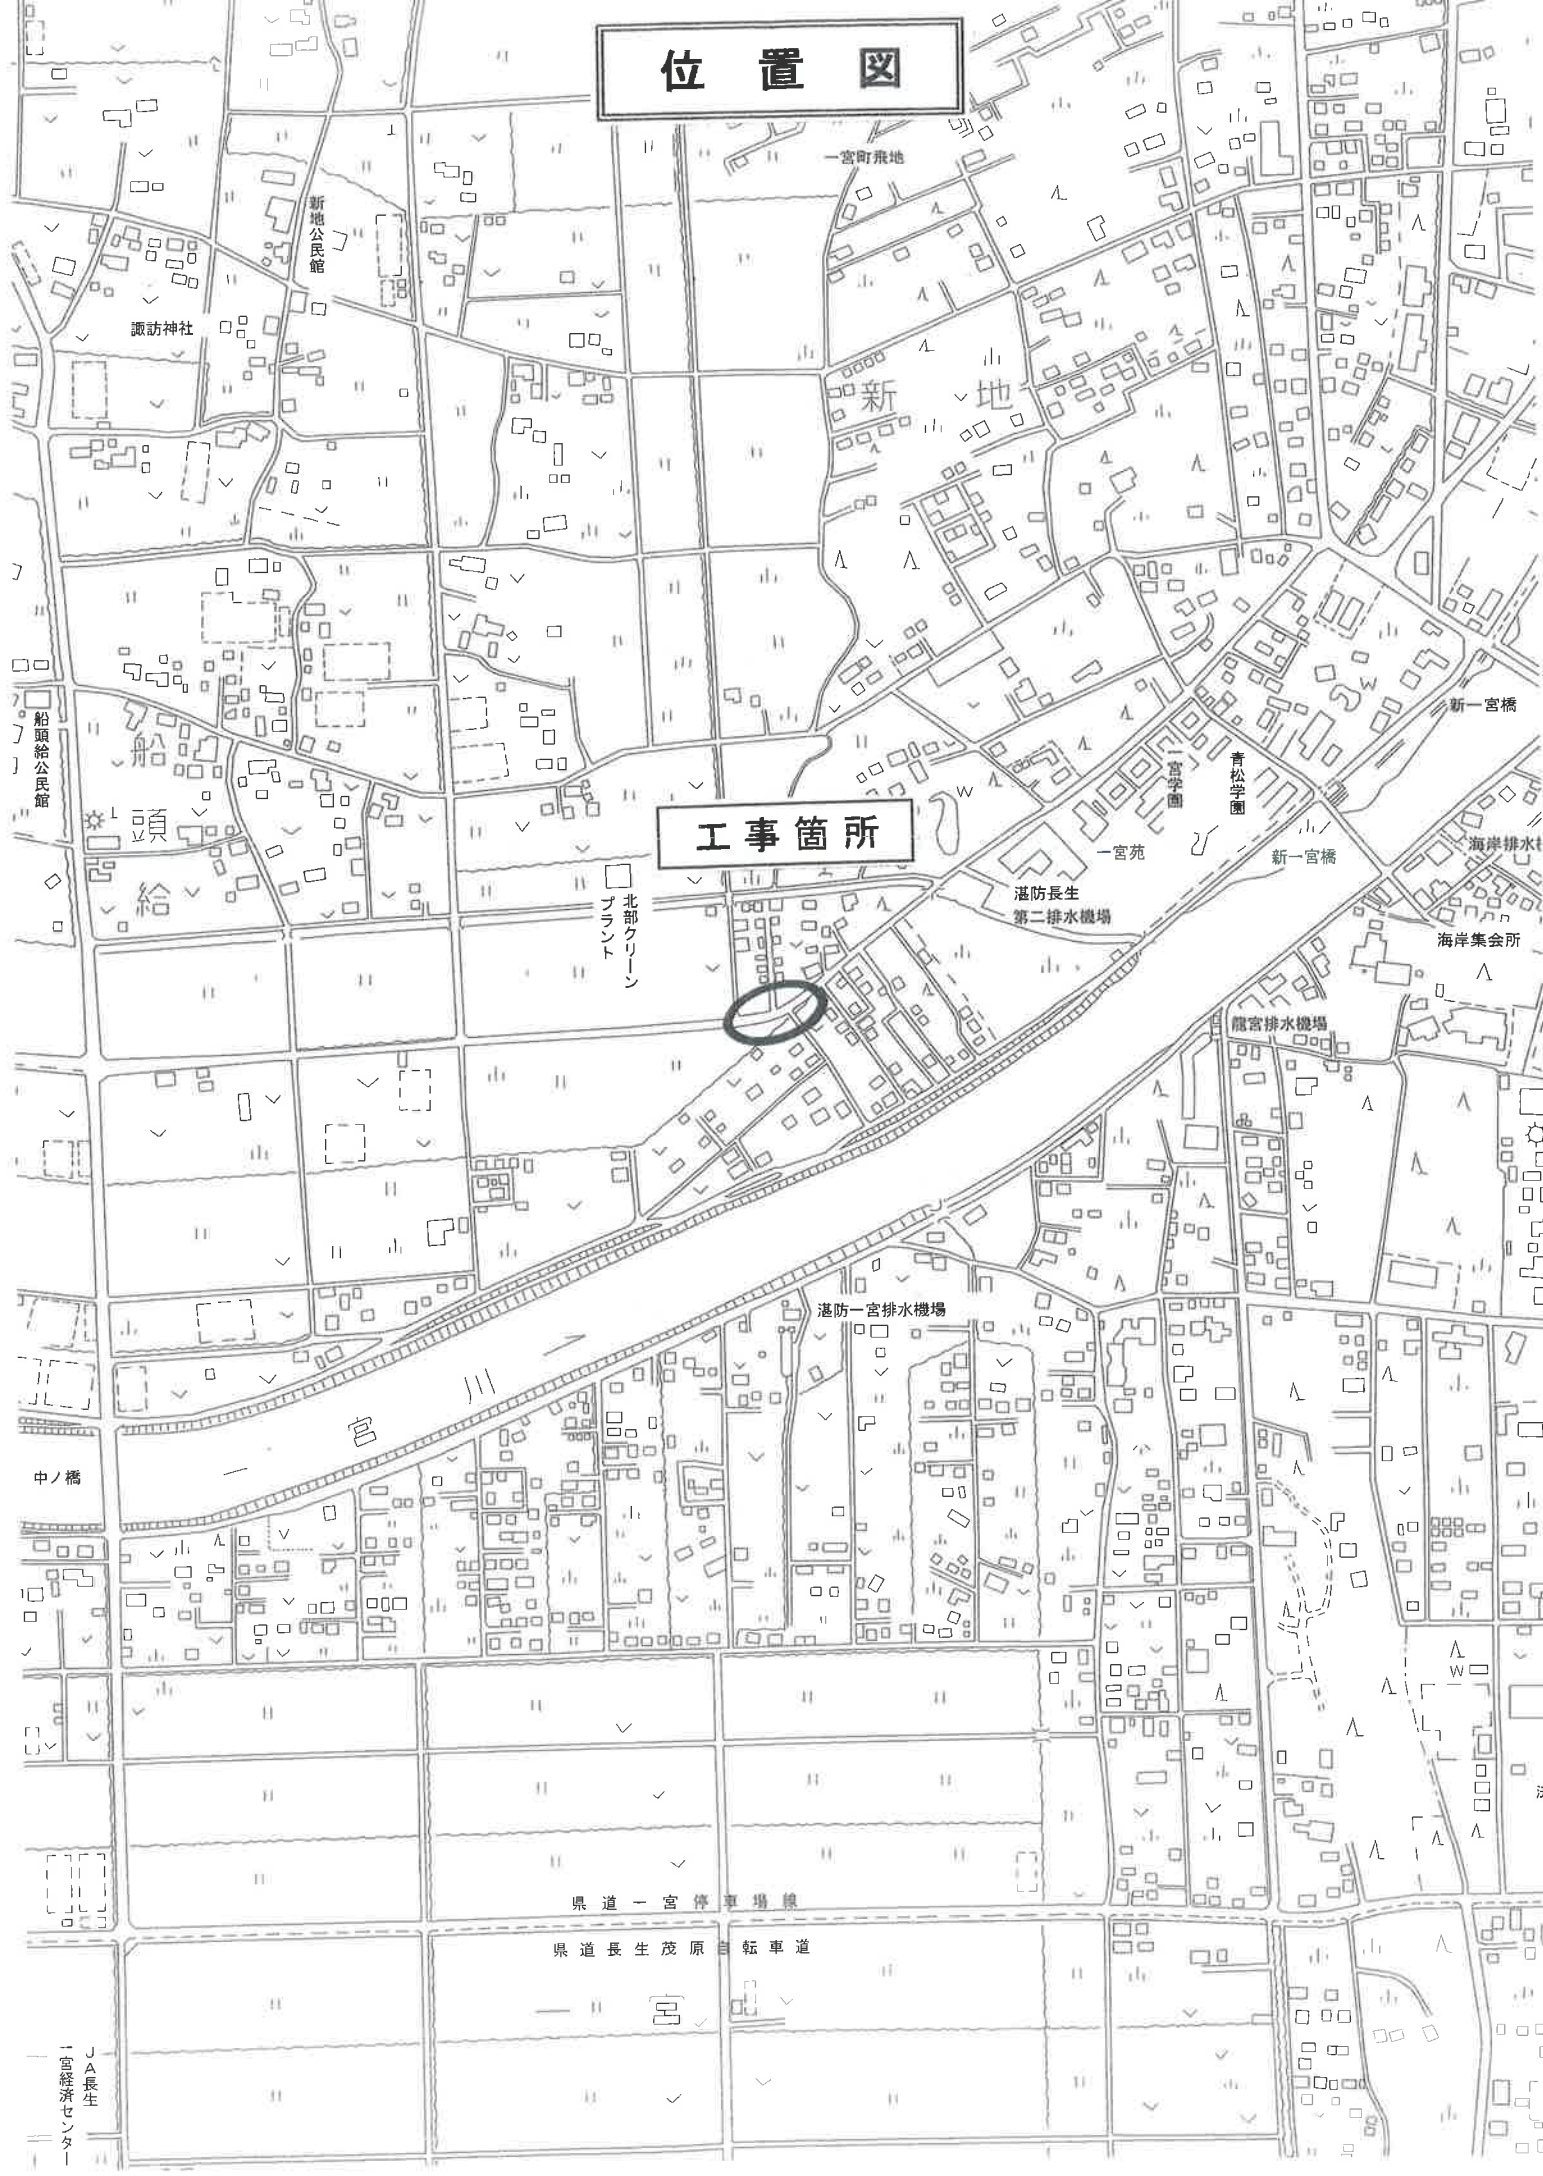 位置図
一宮町飛地
新地公民館
諏訪神社
新地
船頭給公民館
船頭給
新一宮橋
一宮学園
青松学園
工事箇所
一宮苑
新一宮橋
海岸排水
湛防長生
第二排水機場
北部クリーン
プラント
海岸集会所
龍宮排水機場
湛防一宮排水機場
一宮川
中ノ橋
県道一宮停車場線
県道長生茂原自転車道
一宮
JA長生
一宮経済センター